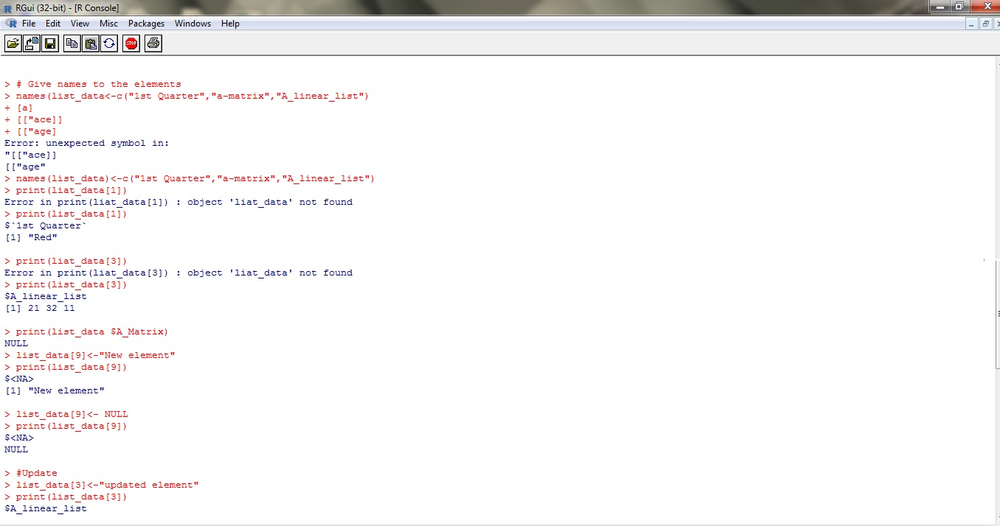 RGui (32-bit) - [R Console]
File Edit View Misc Packages Windows Help
STOP
> # Give names to the elements
> names(list_data<-c("1st Quarter","a-matrix","A_linear_list")
+ [a]
+ [["ace]]
+ [["age]
Error: unexpected symbol in:
"[["ace]]
[["age"
> names(list_data)<-c("1st Quarter","a-matrix","A_linear_list")
> print(liat_data[1])
Error in print(liat_data[1]) : object 'liat_data' not found
> print(list_data[1])
$`1st Quarter`
[1] "Red"
> print(liat_data[3])
Error in print(liat_data[3]) : object 'liat_data' not found
> print(list_data[3])
$A_linear_list
[1] 21 32 11
> print(list_data $A_Matrix)
NULL
> list_data[9]<-"New element"
> print(list_data[9])
$<NA>
[1] "New element"
> list_data[9]<- NULL
> print(list_data[9])
$<NA>
NULL
> #Update
> list_data[3]<-"updated element"
> print(list_data[3])
$A_linear_list